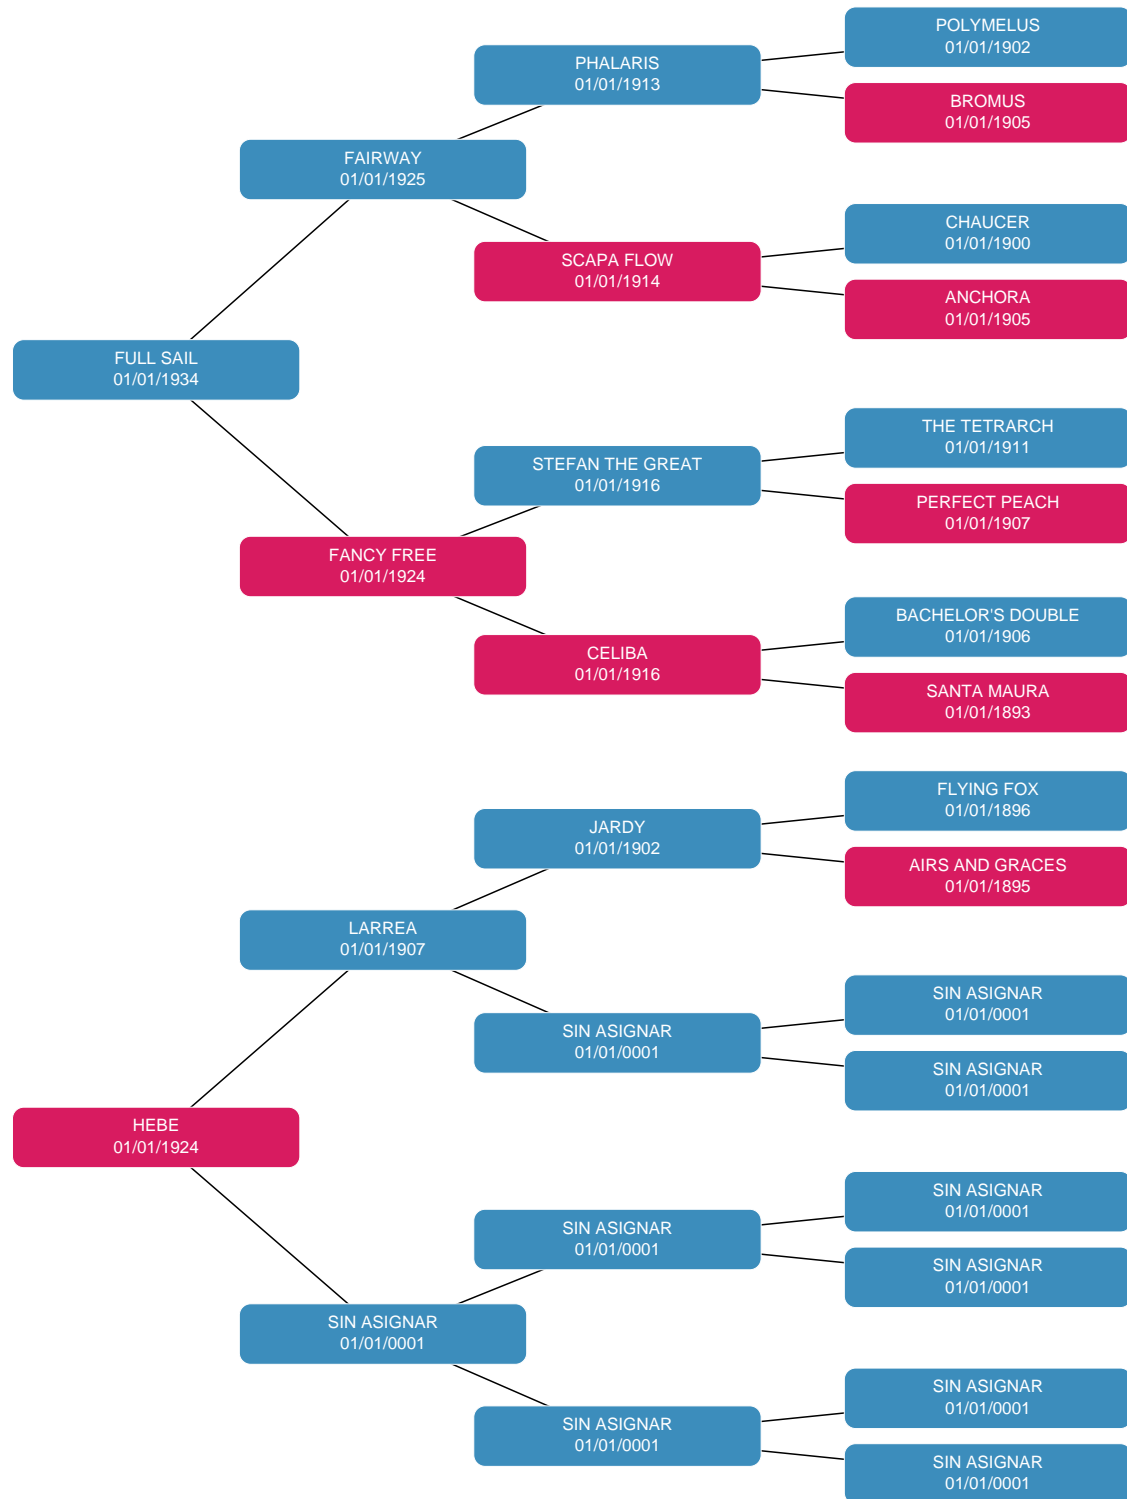 POLYMELUS
01/01/1902
PHALARIS
01/01/1913
BROMUS
01/01/1905
FAIRWAY
01/01/1925
CHAUCER
01/01/1900
SCAPA FLOW
01/01/1914
ANCHORA
01/01/1905
FULL SAIL
01/01/1934
THE TETRARCH
01/01/1911
STEFAN THE GREAT
01/01/1916
PERFECT PEACH
01/01/1907
FANCY FREE
01/01/1924
BACHELOR'S DOUBLE
01/01/1906
CELIBA
01/01/1916
SANTA MAURA
01/01/1893
FLYING FOX
01/01/1896
JARDY
01/01/1902
AIRS AND GRACES
01/01/1895
LARREA
01/01/1907
SIN ASIGNAR
01/01/0001
SIN ASIGNAR
01/01/0001
SIN ASIGNAR
01/01/0001
HEBE
01/01/1924
SIN ASIGNAR
01/01/0001
SIN ASIGNAR
01/01/0001
SIN ASIGNAR
01/01/0001
SIN ASIGNAR
01/01/0001
SIN ASIGNAR
01/01/0001
SIN ASIGNAR
01/01/0001
SIN ASIGNAR
01/01/0001